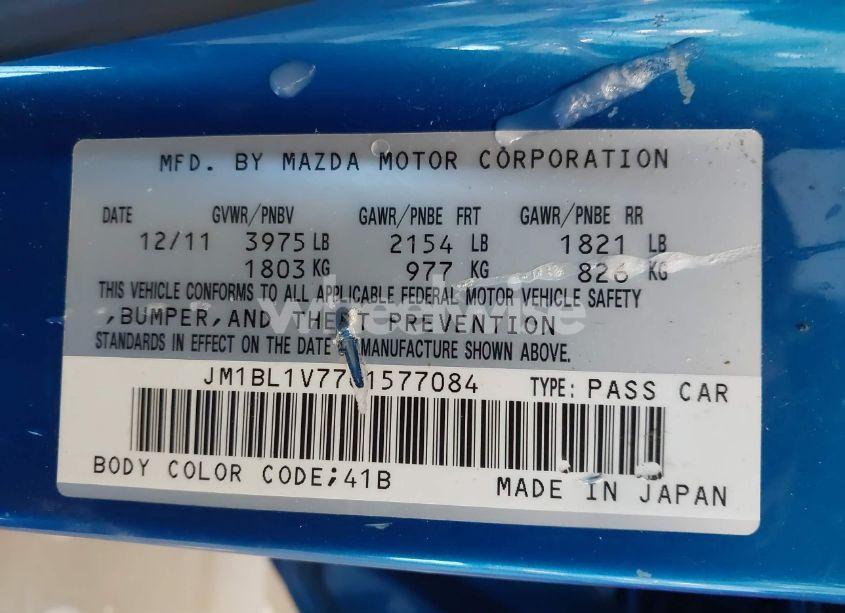 MFD. BY MAZDA MOTOR CORPORATION
DATE GVWR/PNBV GAWR/PNBE FRT GAWR/PNBE RR
12/11 3975 LB 2154 LB 1821 LB
1803 KG 977 KG 826 KG
THIS VEHICLE CONFORMS TO ALL APPLICABLE FEDERAL MOTOR VEHICLE SAFETY
,BUMPER,AND THEFT PREVENTION
STANDARDS IN EFFECT ON THE DATE OF MANUFACTURE SHOWN ABOVE.
TYPE: PASS CAR
BODY COLOR CODE;41B
MADE IN JAPAN